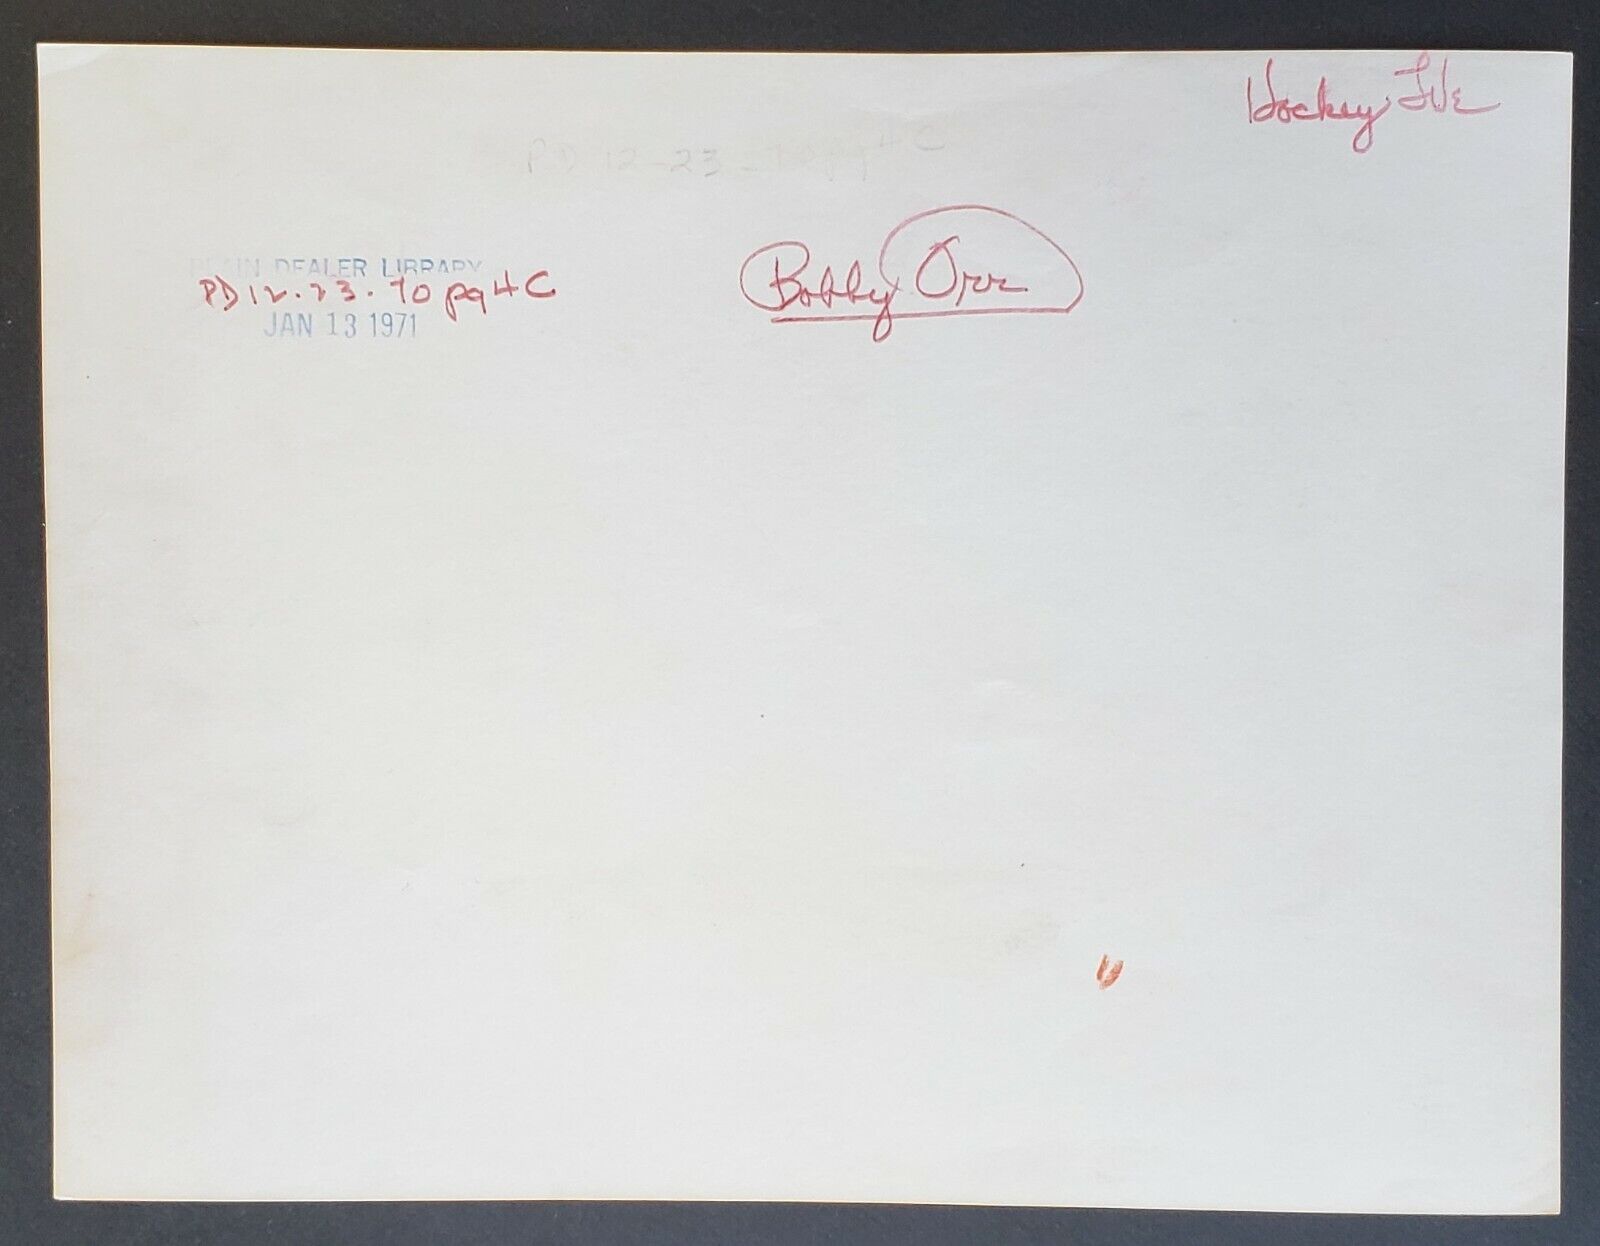 Hockey File
PD 12-23-70 pg 4C
PLAIN DEALER LIBRARY
PD 12.23.70 pg 4C
JAN 13 1971
Bobby Orr